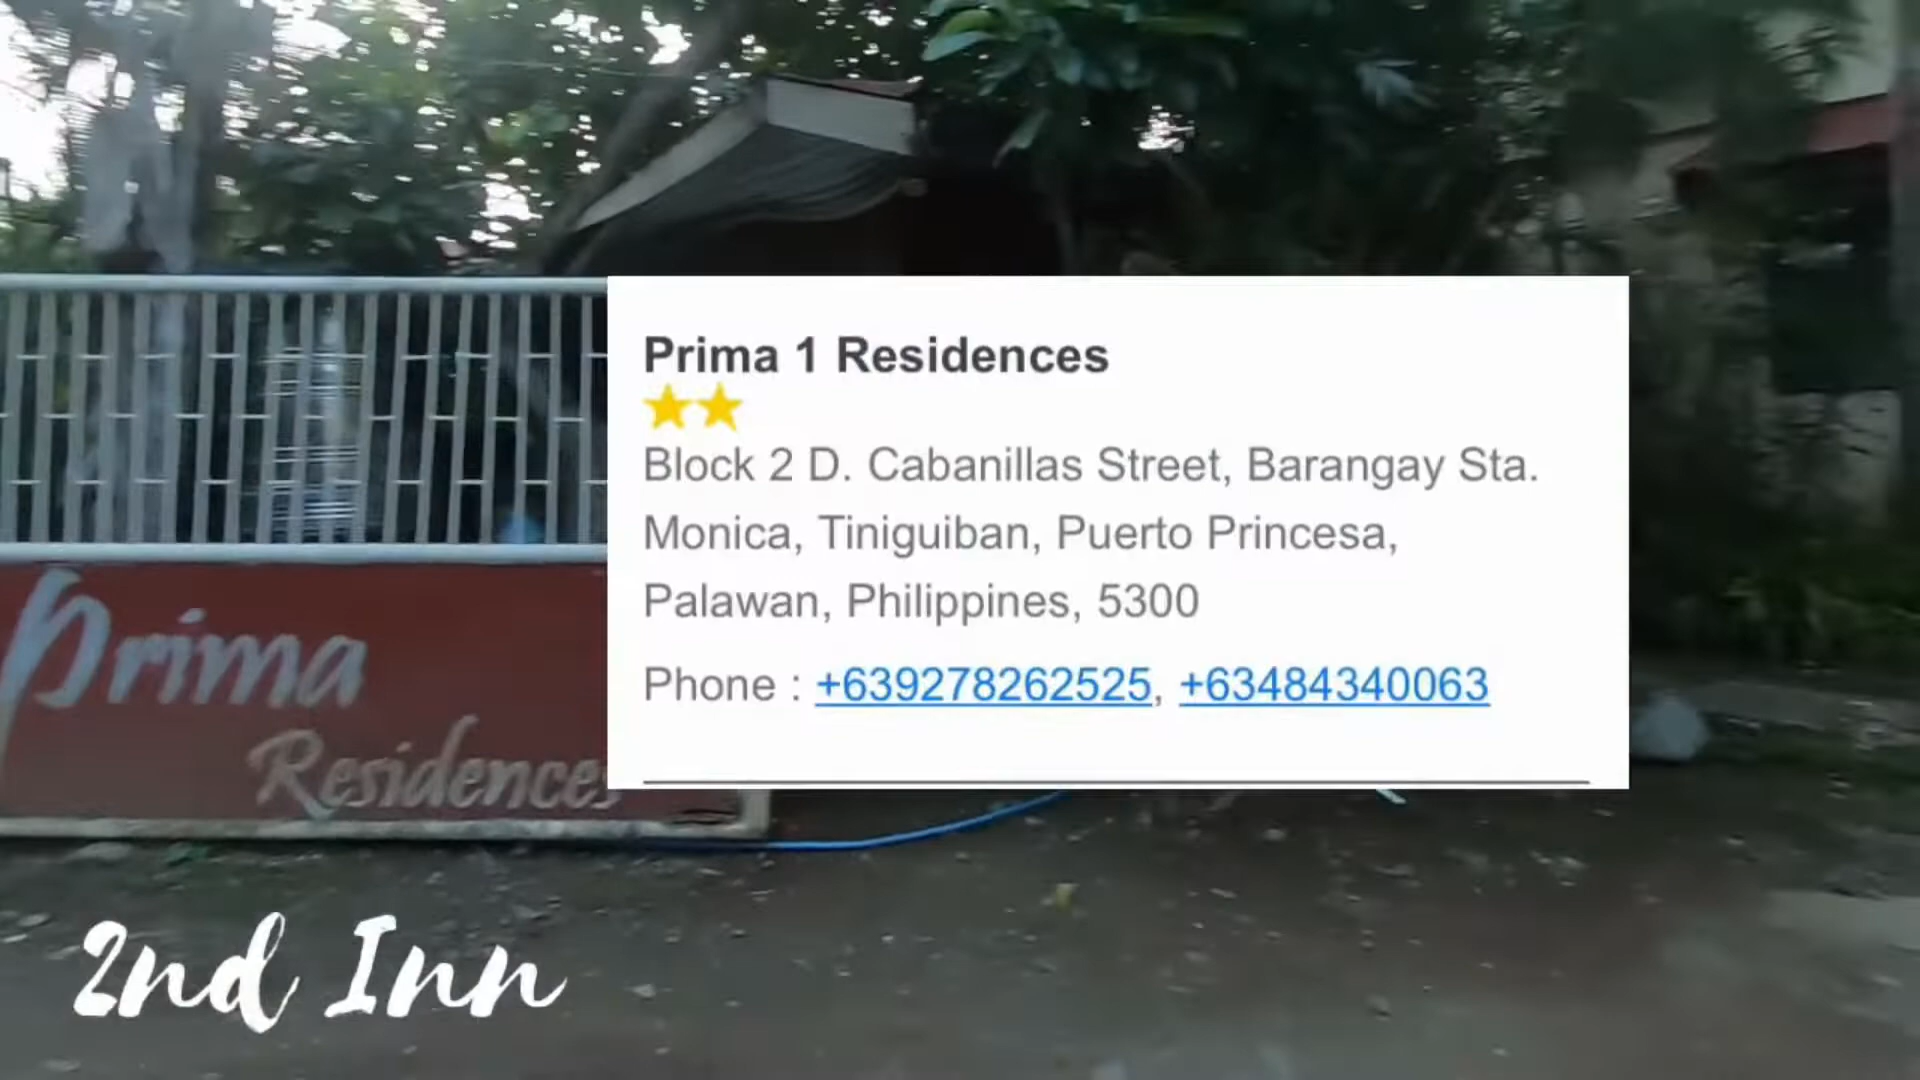 Prima 1 Residences
Block 2 D. Cabanillas Street, Barangay Sta.
Monica, Tiniguiban, Puerto Princesa,
Palawan, Philippines, 5300
Phone : +639278262525, +63484340063
Prima
Residences
2nd Inn